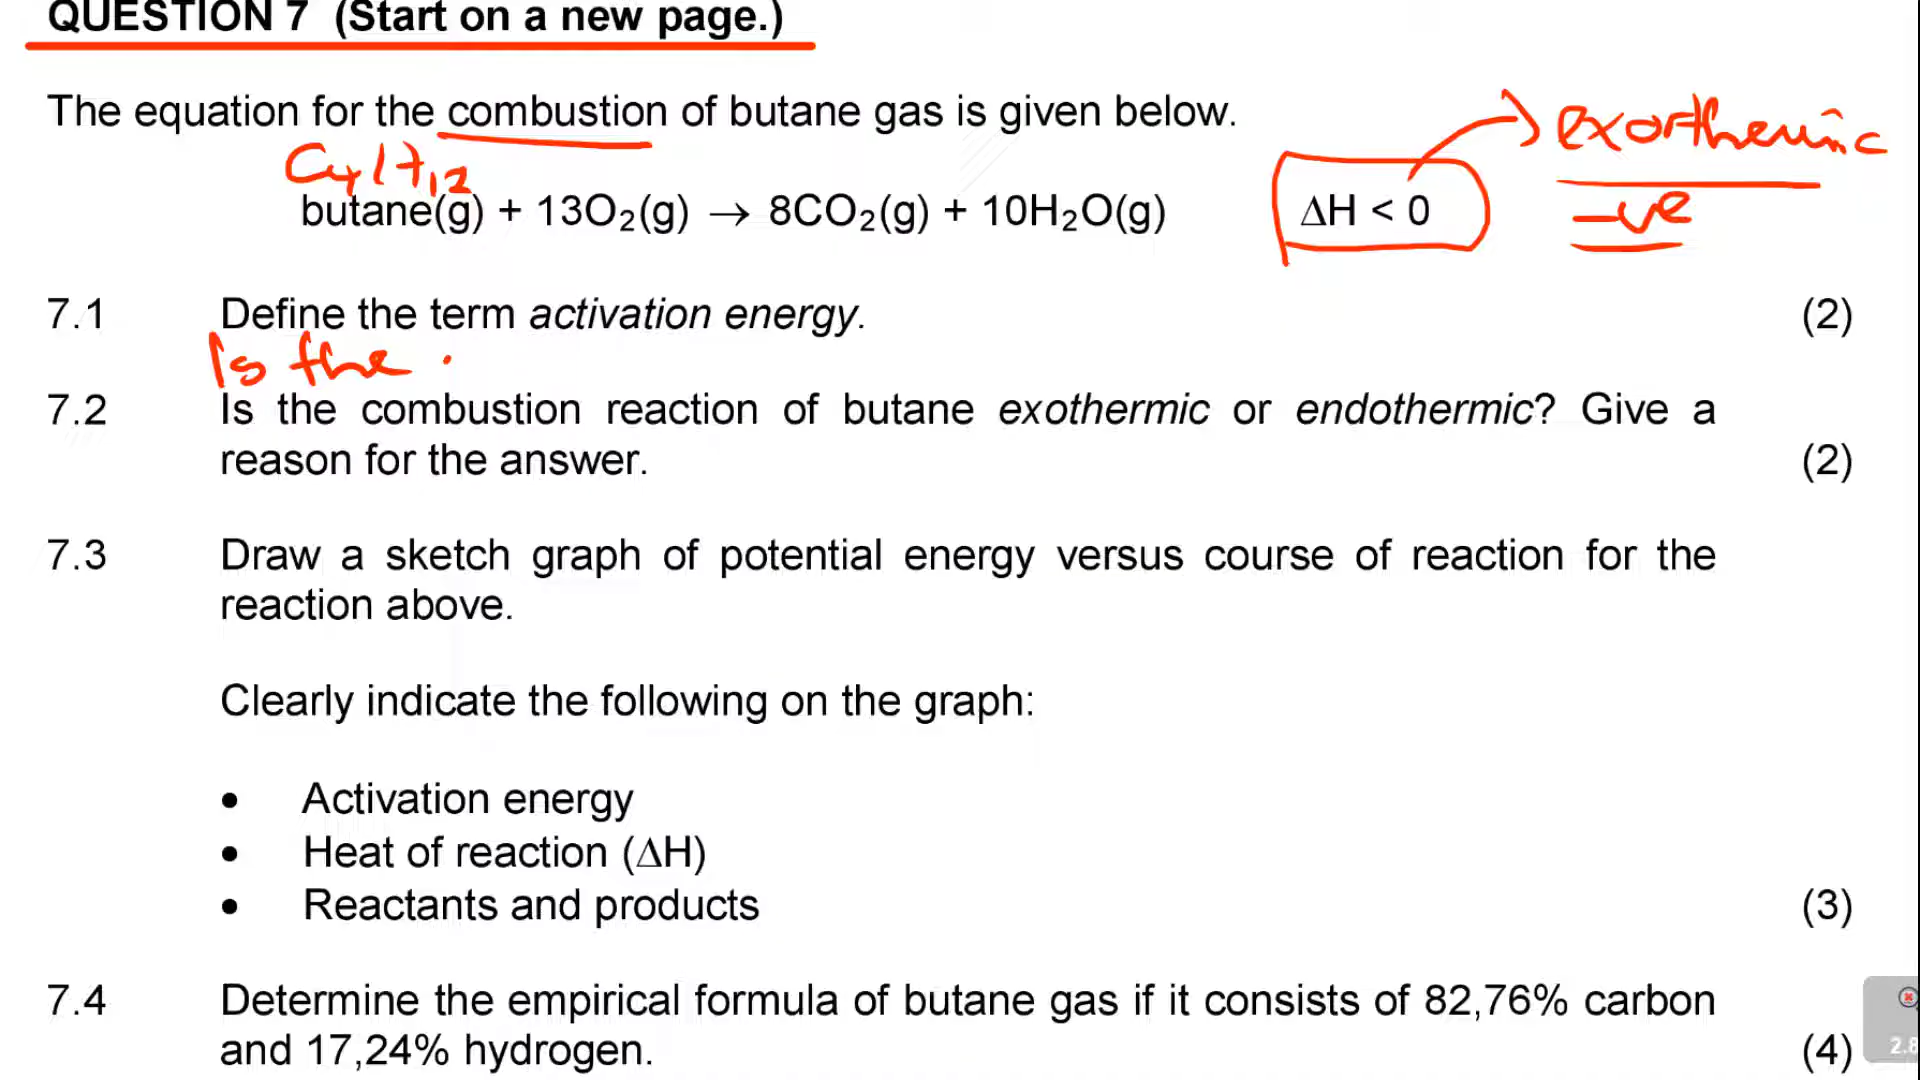 QUESTION 7 (Start on a new page.)
The equation for the combustion of butane gas is given below.
exorthermic
C4H12
butane(g) + 13O₂(g) → 8CO₂(g) + 10H₂O(g) ΔH < 0
-ve
7.1 Define the term activation energy. (2)
Is the .
7.2 Is the combustion reaction of butane exothermic or endothermic? Give a
reason for the answer. (2)
7.3 Draw a sketch graph of potential energy versus course of reaction for the
reaction above.
Clearly indicate the following on the graph:
• Activation energy
• Heat of reaction (ΔH)
• Reactants and products (3)
7.4 Determine the empirical formula of butane gas if it consists of 82,76% carbon
and 17,24% hydrogen. (4)
2.8